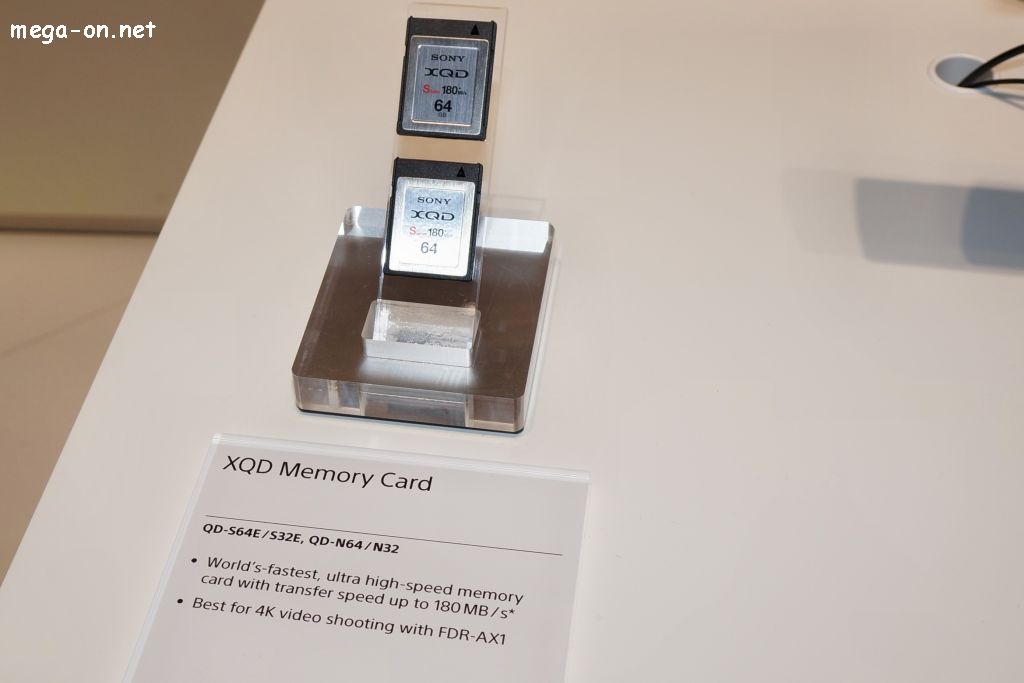 mega-on.net
SONY
XQD
S 180
64
GB
SONY
XQD
S 180
64
XQD Memory Card
QD-S64E/S32E, QD-N64/N32
• World's-fastest, ultra high-speed memory
card with transfer speed up to 180 MB/s*
• Best for 4K video shooting with FDR-AX1